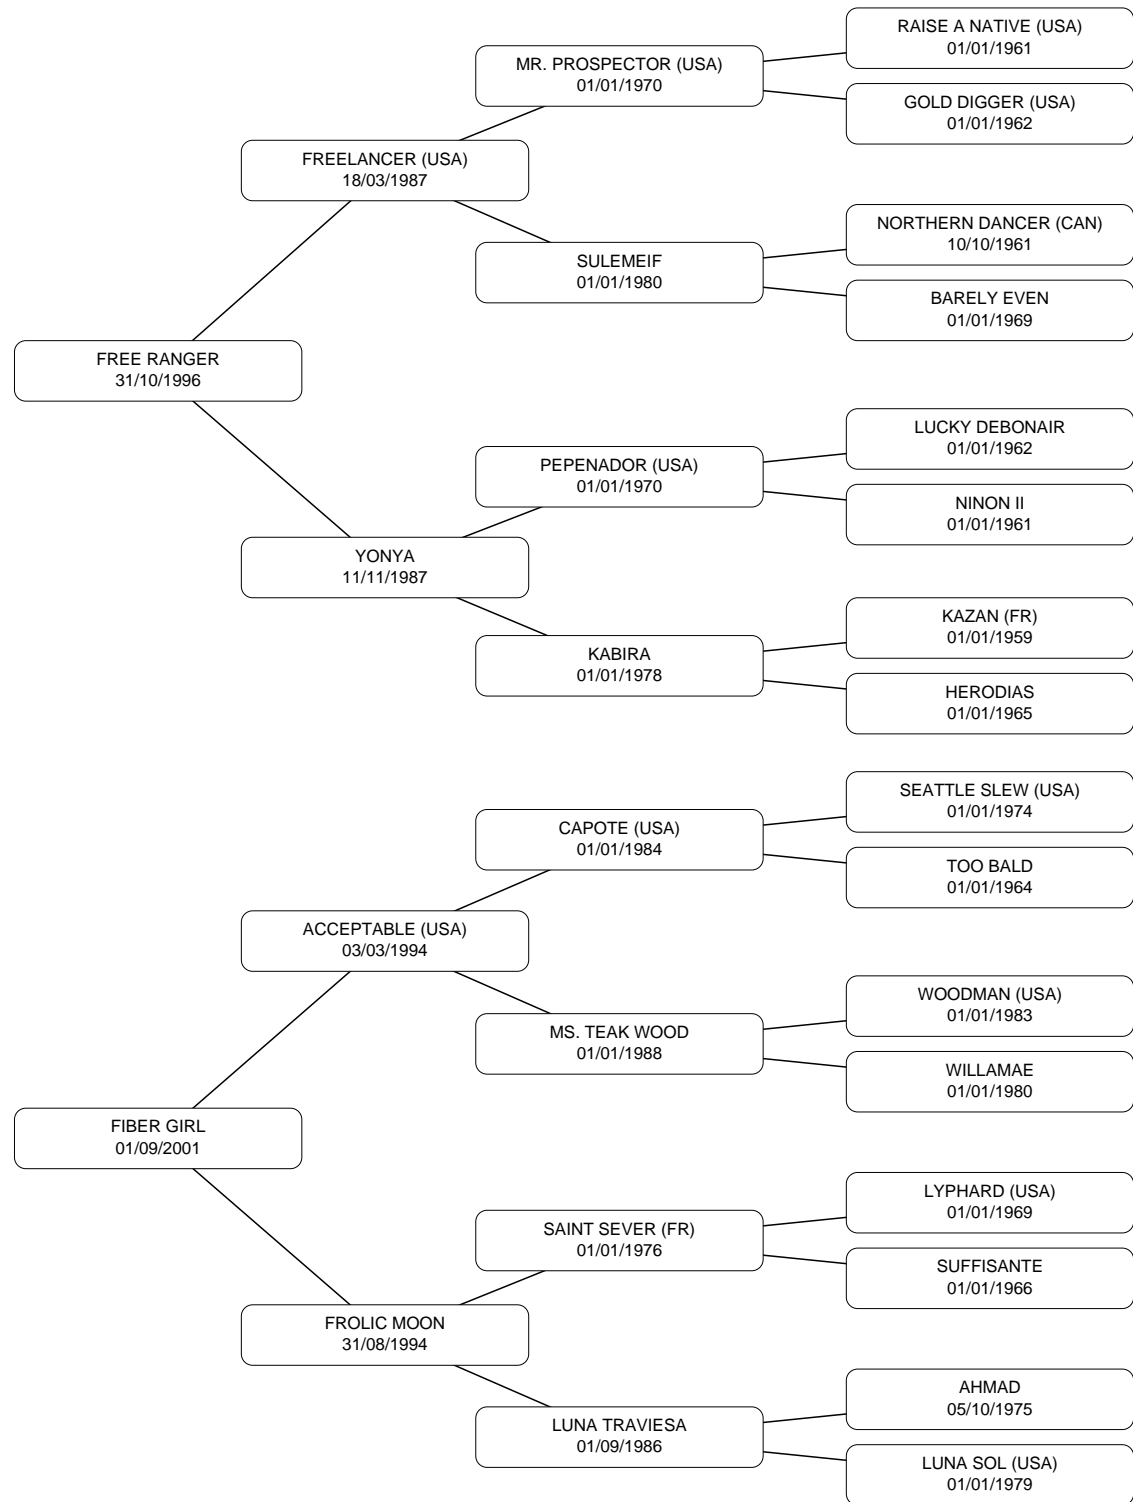 RAISE A NATIVE (USA)
01/01/1961
MR. PROSPECTOR (USA)
01/01/1970
GOLD DIGGER (USA)
01/01/1962
FREELANCER (USA)
18/03/1987
NORTHERN DANCER (CAN)
10/10/1961
SULEMEIF
01/01/1980
BARELY EVEN
01/01/1969
FREE RANGER
31/10/1996
LUCKY DEBONAIR
01/01/1962
PEPENADOR (USA)
01/01/1970
NINON II
01/01/1961
YONYA
11/11/1987
KAZAN (FR)
01/01/1959
KABIRA
01/01/1978
HERODIAS
01/01/1965
SEATTLE SLEW (USA)
01/01/1974
CAPOTE (USA)
01/01/1984
TOO BALD
01/01/1964
ACCEPTABLE (USA)
03/03/1994
WOODMAN (USA)
01/01/1983
MS. TEAK WOOD
01/01/1988
WILLAMAE
01/01/1980
FIBER GIRL
01/09/2001
LYPHARD (USA)
01/01/1969
SAINT SEVER (FR)
01/01/1976
SUFFISANTE
01/01/1966
FROLIC MOON
31/08/1994
AHMAD
05/10/1975
LUNA TRAVIESA
01/09/1986
LUNA SOL (USA)
01/01/1979